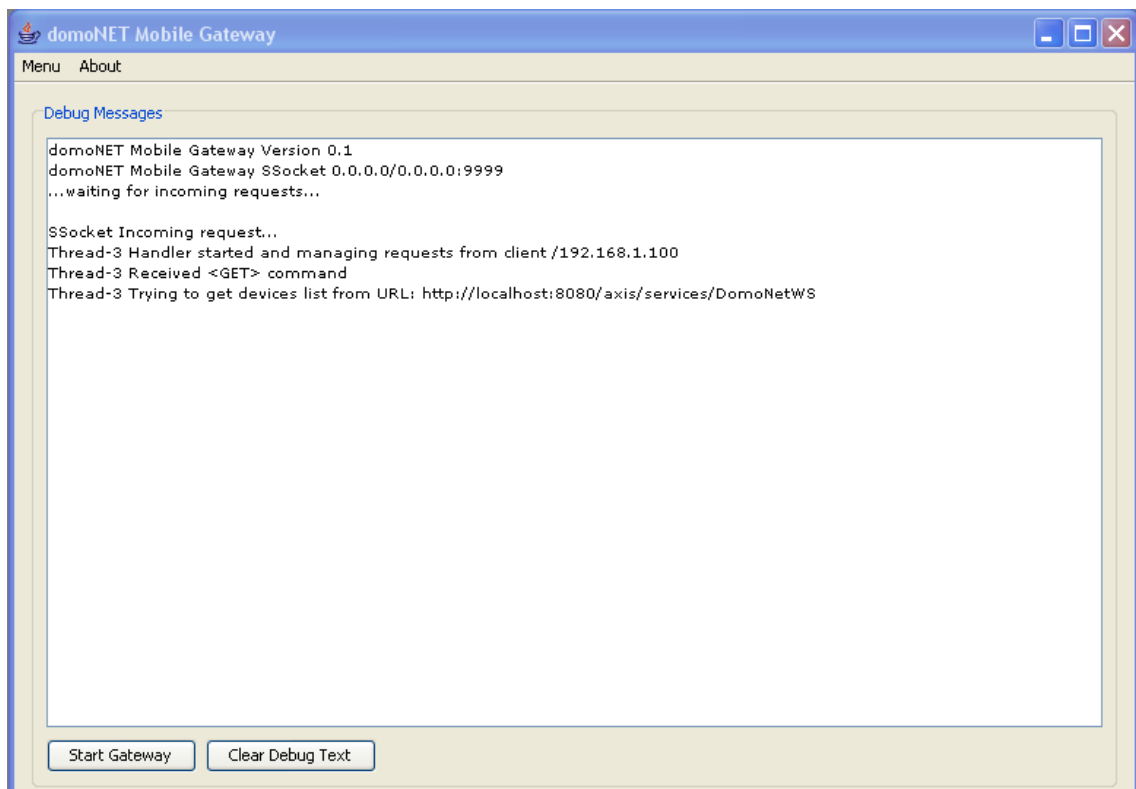 domoNET Mobile Gateway
Menu About
Debug Messages
domoNET Mobile Gateway Version 0.1
domoNET Mobile Gateway SSocket 0.0.0.0/0.0.0.0:9999
...waiting for incoming requests...
SSocket Incoming request...
Thread-3 Handler started and managing requests from client /192.168.1.100
Thread-3 Received <GET> command
Thread-3 Trying to get devices list from URL: http://localhost:8080/axis/services/DomoNetWS
Start Gateway Clear Debug Text